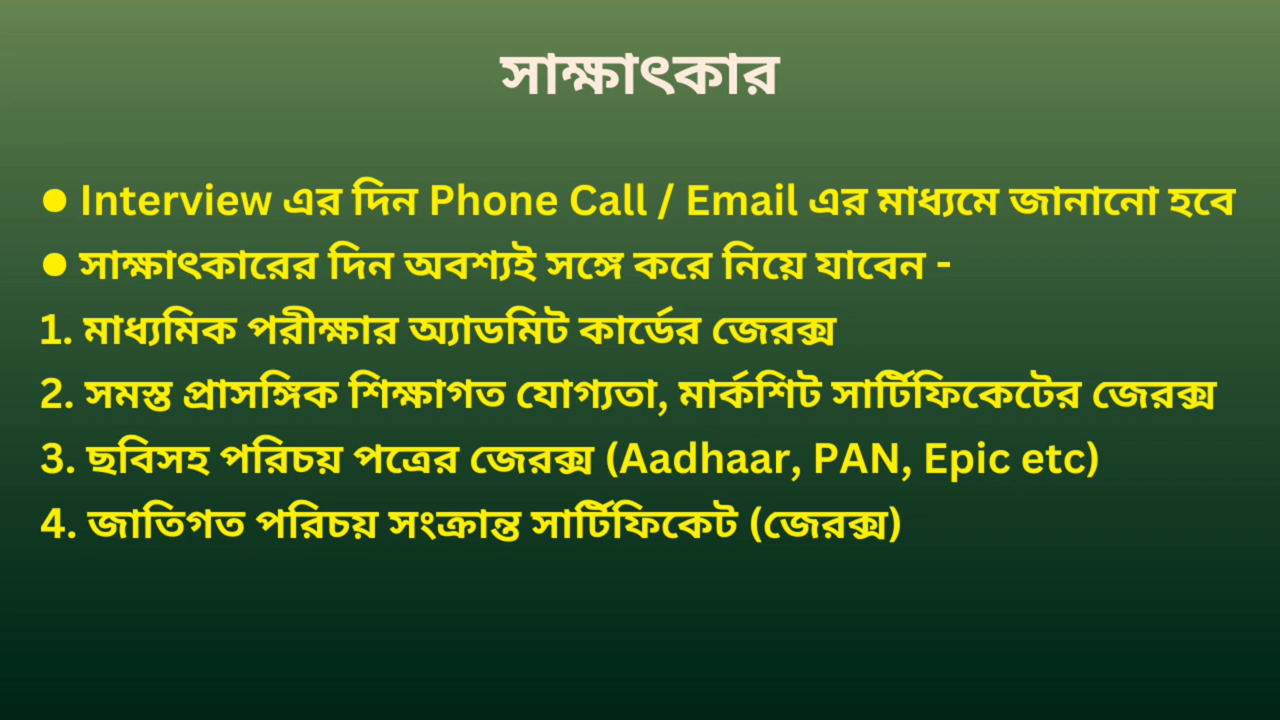 সাক্ষাৎকার
● Interview এর দিন Phone Call / Email এর মাধ্যমে জানানো হবে
● সাক্ষাৎকারের দিন অবশ্যই সঙ্গে করে নিয়ে যাবেন -
1. মাধ্যমিক পরীক্ষার অ্যাডমিট কার্ডের জেরক্স
2. সমস্ত প্রাসঙ্গিক শিক্ষাগত যোগ্যতা, মার্কশিট সার্টিফিকেটের জেরক্স
3. ছবিসহ পরিচয় পত্রের জেরক্স (Aadhaar, PAN, Epic etc)
4. জাতিগত পরিচয় সংক্রান্ত সার্টিফিকেট (জেরক্স)